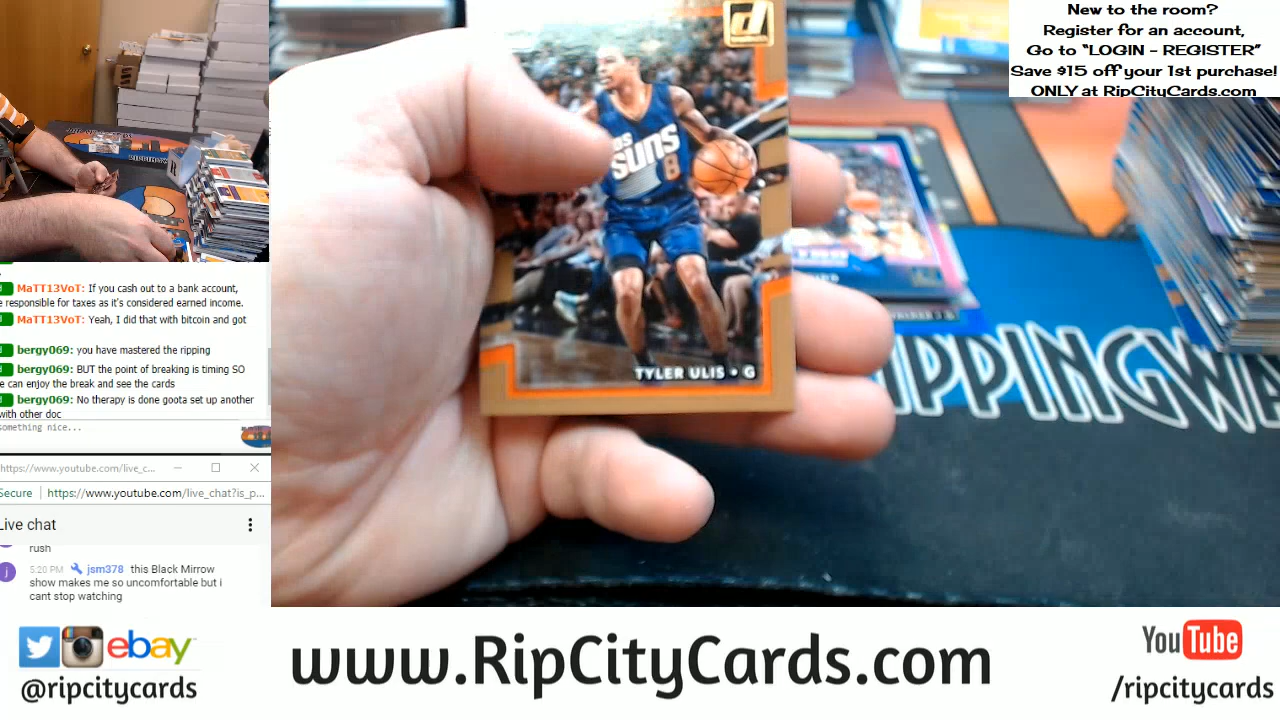 New to the room?
Register for an account,
Go to “LOGIN - REGISTER”
Save $15 off your 1st purchase!
ONLY at RipCityCards.com
d
SUNS
8
TYLER ULIS • G
RIPPINGWA
MaTT13VoT: If you cash out to a bank account,
e responsible for taxes as it's considered earned income.
MaTT13VoT: Yeah, I did that with bitcoin and got
bergy069: you have mastered the ripping
bergy069: BUT the point of breaking is timing SO
e can enjoy the break and see the cards
bergy069: No therapy is done goota set up another
with other doc
something nice...
https://www.youtube.com/live_c...
Secure https://www.youtube.com/live_chat?is_p...
Live chat
rush
j
5:20 PM jsm378 this Black Mirrow
show makes me so uncomfortable but i
cant stop watching
ebay
@ripcitycards
www.RipCityCards.com
YouTube
/ripcitycards